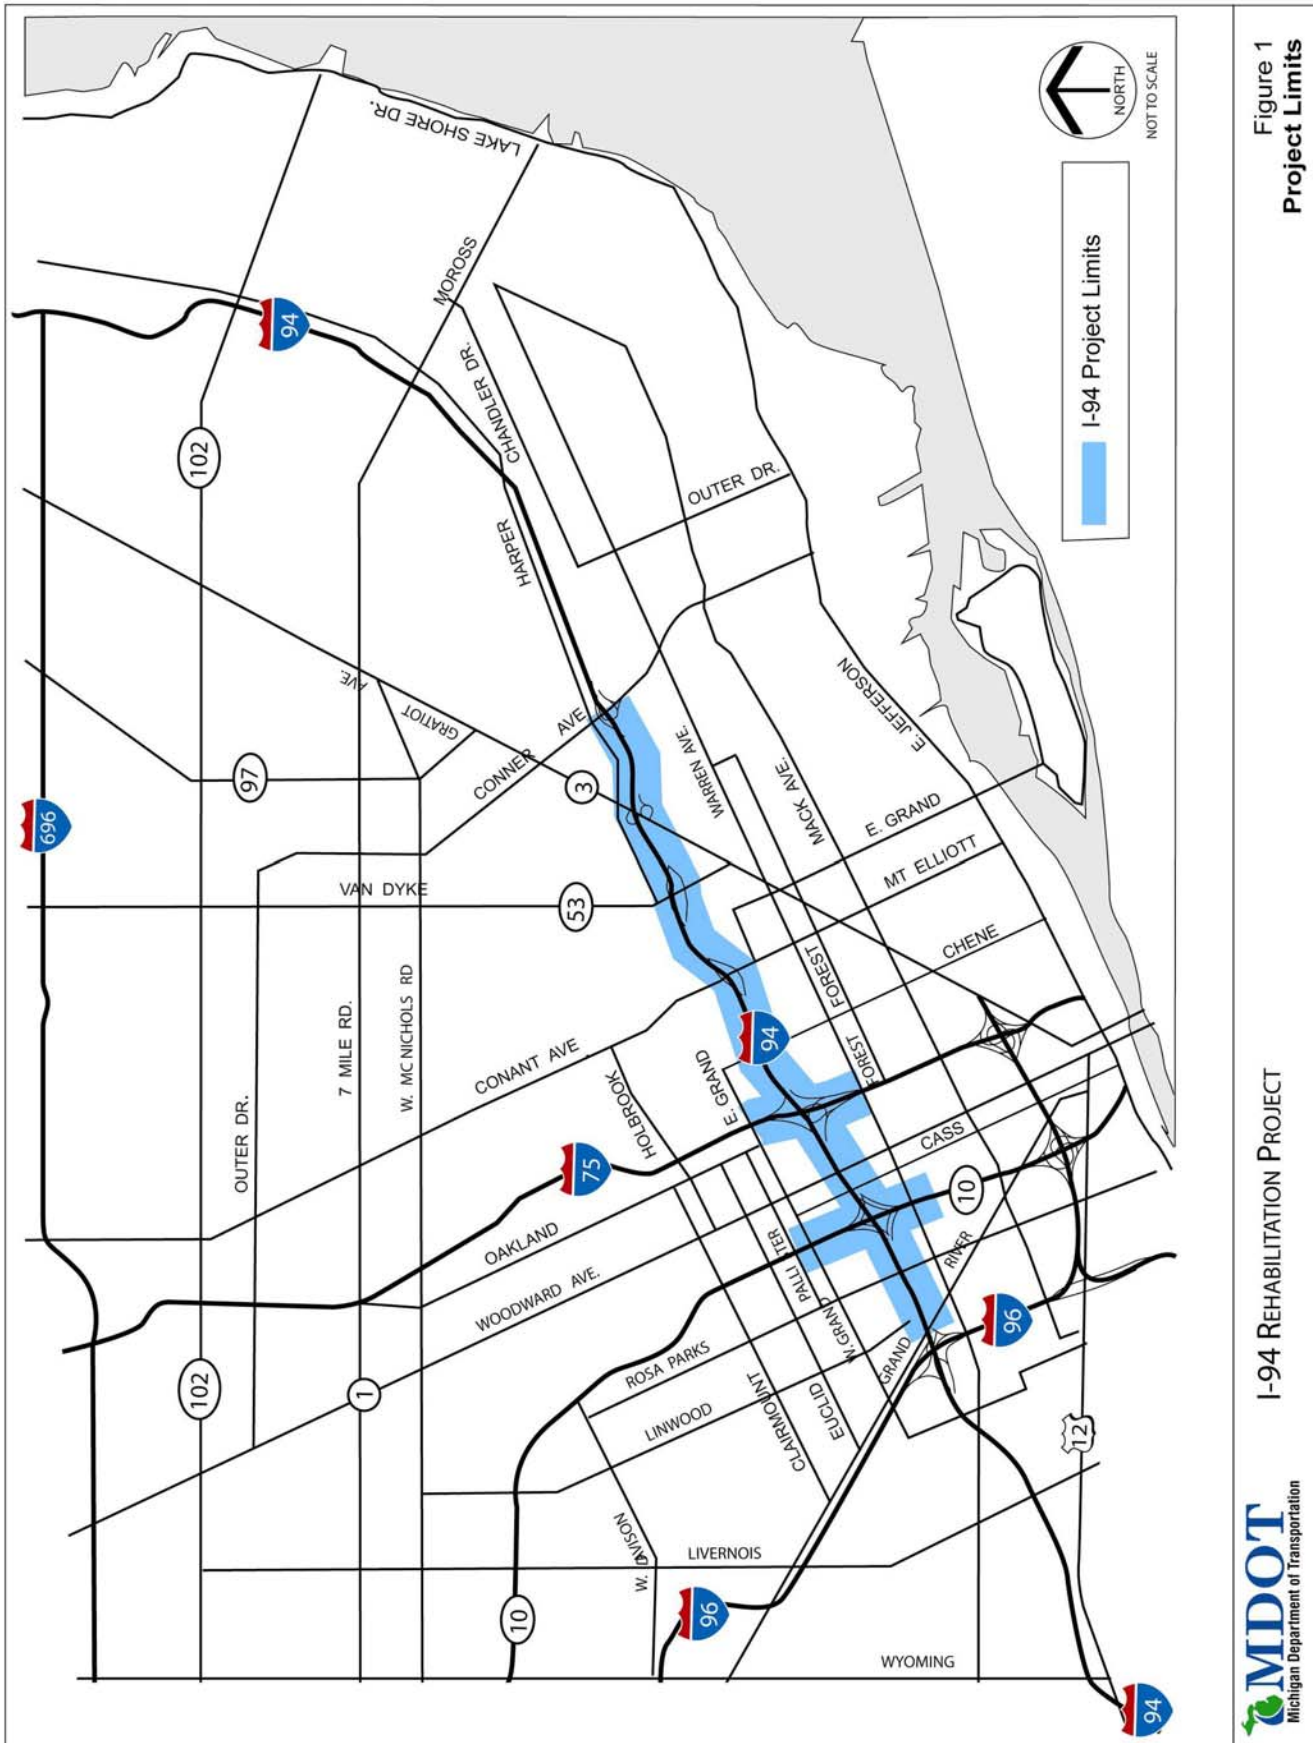 696
94
102
LAKE SHORE DR.
MOROSS
CHANDLER DR.
HARPER
97
GRATIOT
AVE.
OUTER DR.
CONNER AVE
3
VAN DYKE
53
WARREN AVE.
MACK AVE.
E. JEFFERSON
E. GRAND
MT ELLIOTT
CHENE
FOREST
FOREST
OUTER DR.
7 MILE RD.
W. MC NICHOLS RD
CONANT AVE
HOLBROOK
E. GRAND
94
75
OAKLAND
WOODWARD AVE.
CASS
10
RIVER
GRAND
PALLISTER
W. GRAND
EUCLID
CLAIRMOUNT
ROSA PARKS
LINWOOD
102
1
96
12
W. DAVISON
LIVERNOIS
10
96
WYOMING
94
I-94 Project Limits
NORTH
NOT TO SCALE
MDOT
Michigan Department of Transportation
I-94 REHABILITATION PROJECT
Figure 1
Project Limits